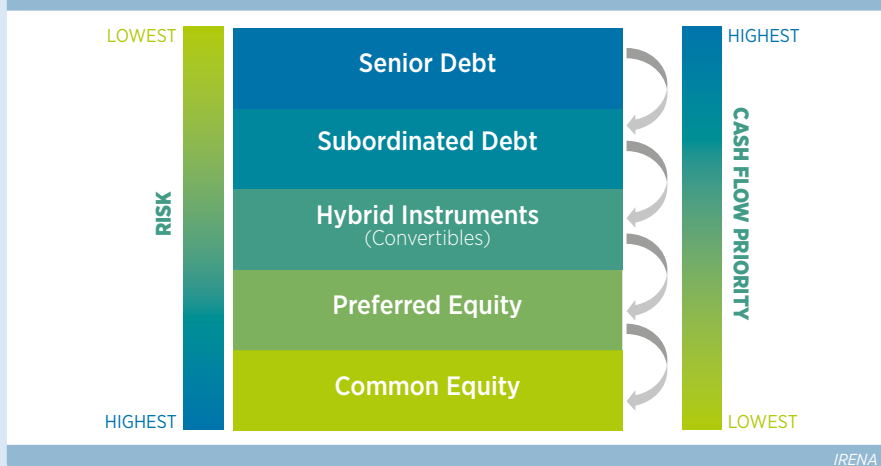 LOWEST
HIGHEST
Senior Debt
Subordinated Debt
RISK
CASH FLOW PRIORITY
Hybrid Instruments
(Convertibles)
Preferred Equity
Common Equity
HIGHEST
LOWEST
IRENA